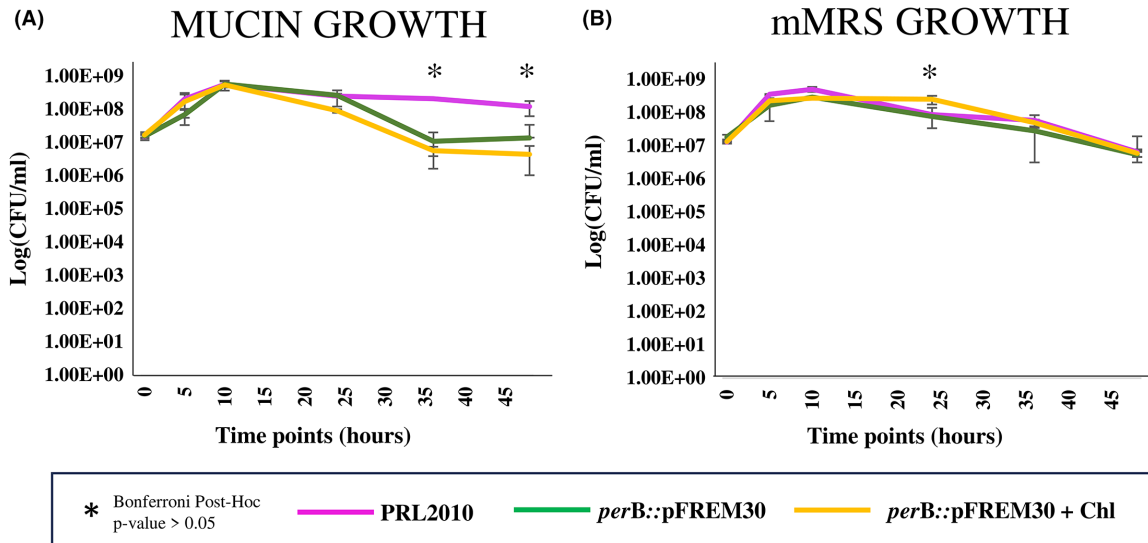 (A)
MUCIN GROWTH
*
*
1.00E+09
1.00E+08
1.00E+07
1.00E+06
1.00E+05
1.00E+04
1.00E+03
1.00E+02
1.00E+01
1.00E+00
Log(CFU/ml)
0
5
10
15
20
25
30
35
40
45
Time points (hours)
(B)
mMRS GROWTH
*
1.00E+09
1.00E+08
1.00E+07
1.00E+06
1.00E+05
1.00E+04
1.00E+03
1.00E+02
1.00E+01
1.00E+00
Log(CFU/ml)
0
5
10
15
20
25
30
35
40
45
Time points (hours)
* Bonferroni Post-Hoc
p-value > 0.05
PRL2010
perB::pFREM30
perB::pFREM30 + Chl